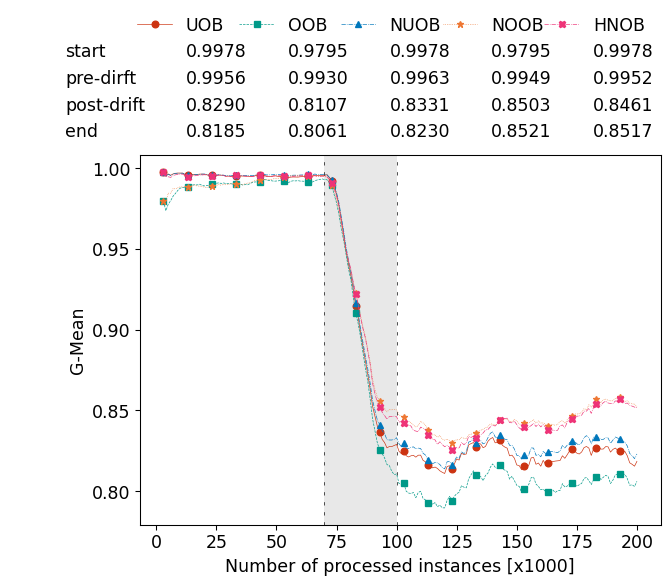 UOB OOB NUOB NOOB HNOB
start 0.9978 0.9795 0.9978 0.9795 0.9978
pre-dirft 0.9956 0.9930 0.9963 0.9949 0.9952
post-drift 0.8290 0.8107 0.8331 0.8503 0.8461
end 0.8185 0.8061 0.8230 0.8521 0.8517
1.00
0.95
0.90
0.85
0.80
G-Mean
0 25 50 75 100 125 150 175 200
Number of processed instances [x1000]